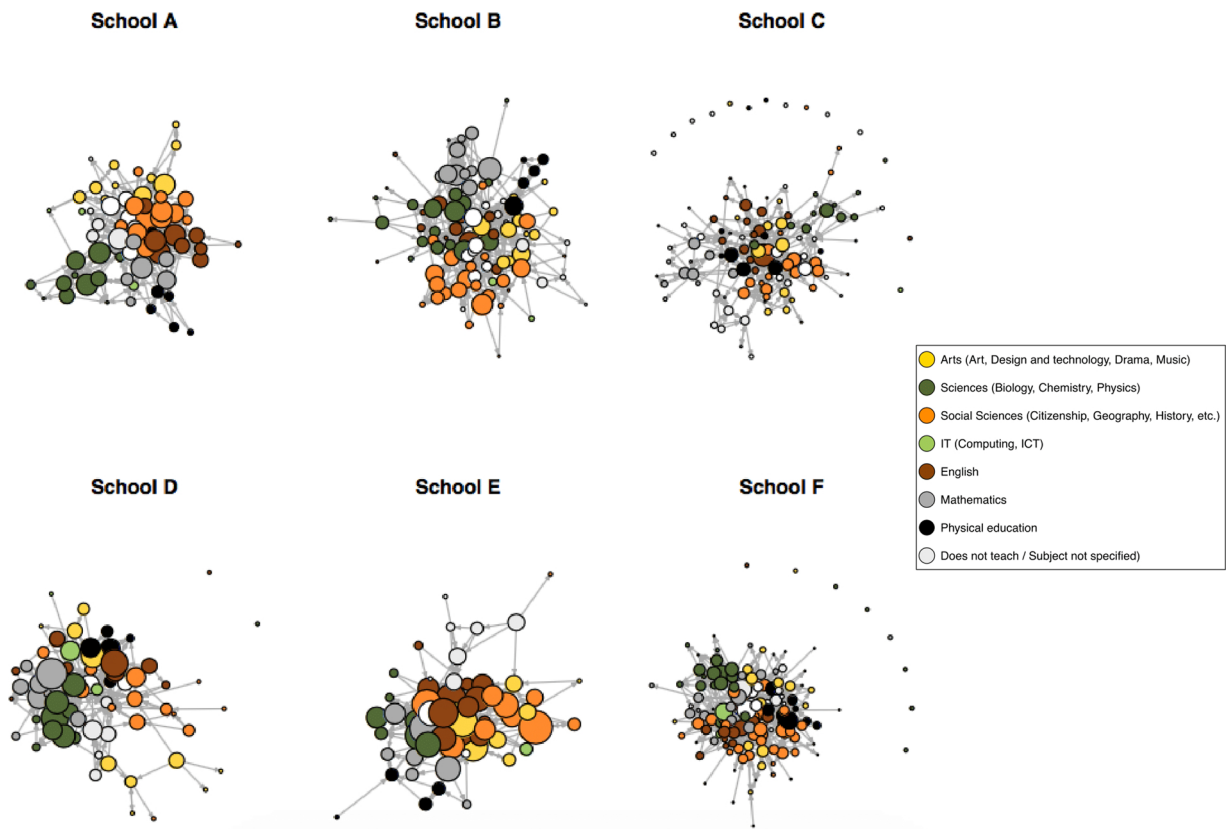 School A
School B
School C
School D
School E
School F
Arts (Art, Design and technology, Drama, Music)
Sciences (Biology, Chemistry, Physics)
Social Sciences (Citizenship, Geography, History, etc.)
IT (Computing, ICT)
English
Mathematics
Physical education
Does not teach / Subject not specified)